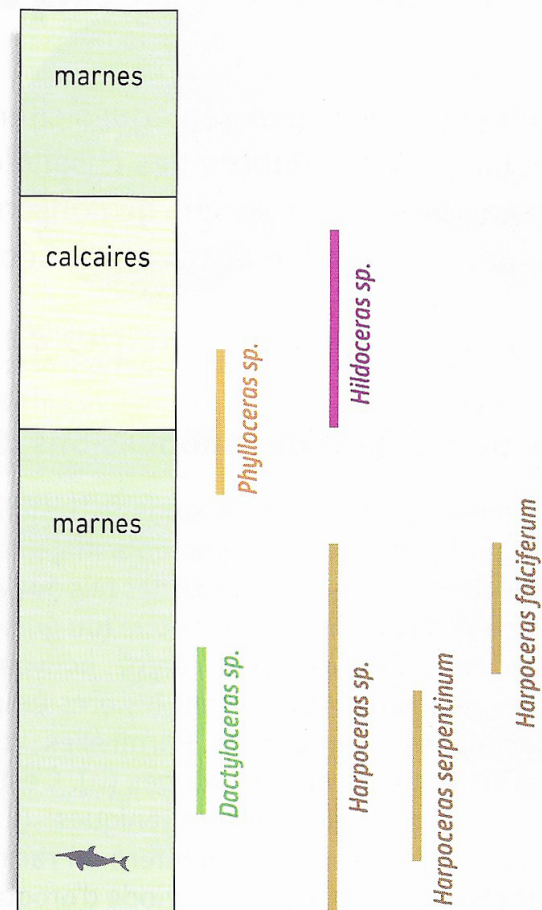 marnes
calcaires
marnes
Phylloceras sp.
Hildoceras sp.
Dactyloceras sp.
Harpoceras sp.
Harpoceras serpentinum
Harpoceras falciferum